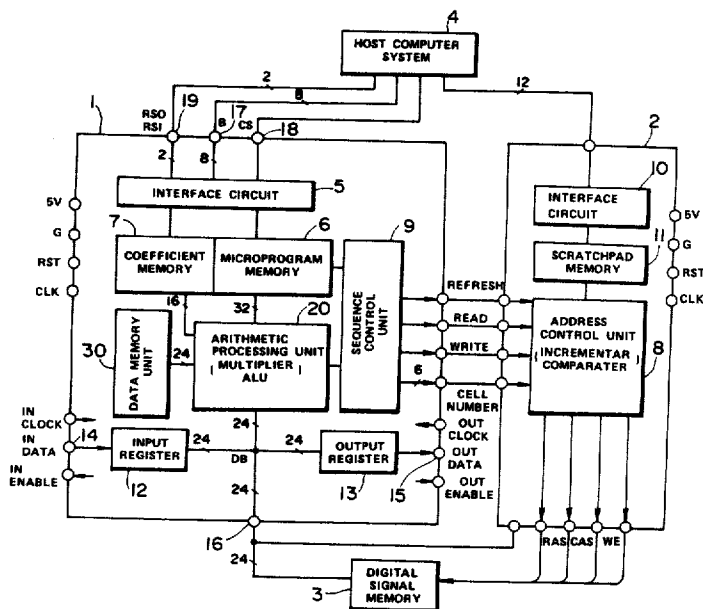 4
HOST COMPUTER
SYSTEM
2
8
12
1
RSO
RSI
19
B
17
CS
18
2
2
8
INTERFACE CIRCUIT
5
10
INTERFACE
CIRCUIT
5V
G
RST
CLK
7
6
9
COEFFICIENT
MEMORY
MICROPROGRAM
MEMORY
SEQUENCE CONTROL
UNIT
11
SCRATCHPAD
MEMORY
5V
G
RST
CLK
16
32
20
REFRESH
READ
WRITE
6
CELL
NUMBER
ADDRESS
CONTROL UNIT
(INCREMENTAR
COMPARATER)
8
30
DATA MEMORY
UNIT
24
ARITHMETIC
PROCESSING UNIT
(MULTIPLIER
ALU)
IN
CLOCK
IN
DATA
14
IN
ENABLE
INPUT
REGISTER
12
24
24
DB
24
24
OUTPUT
REGISTER
13
OUT
CLOCK
OUT
DATA
15
OUT
ENABLE
16
24
RAS
CAS
WE
3
DIGITAL
SIGNAL
MEMORY